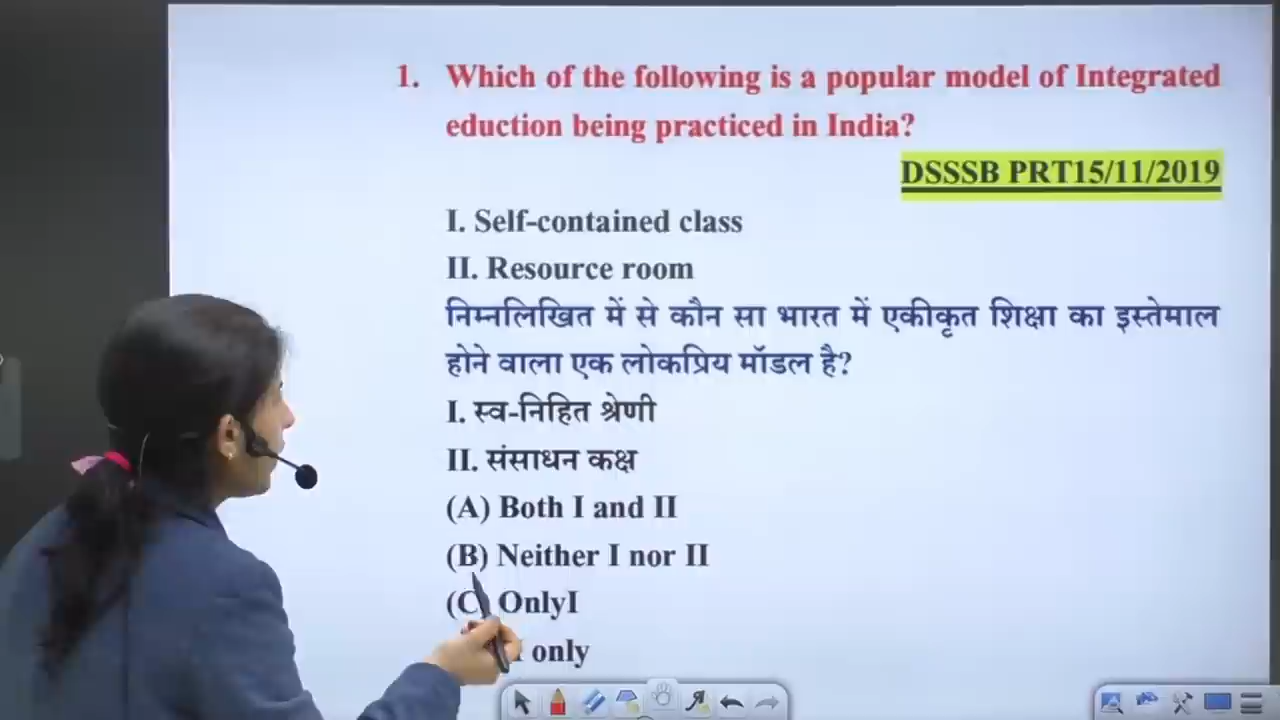 1. Which of the following is a popular model of Integrated
eduction being practiced in India?
DSSSB PRT15/11/2019
I. Self-contained class
II. Resource room
निम्नलिखित में से कौन सा भारत में एकीकृत शिक्षा का इस्तेमाल
होने वाला एक लोकप्रिय मॉडल है?
I. स्व-निहित श्रेणी
II. संसाधन कक्ष
(A) Both I and II
(B) Neither I nor II
(C) OnlyI
only